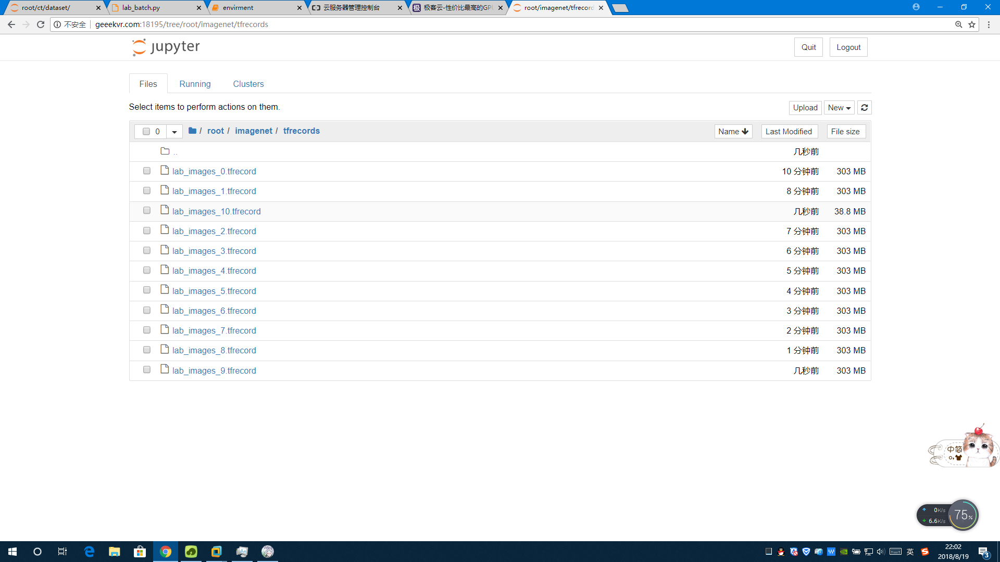 root/ct/dataset/
lab_batch.py
envirment
云服务器管理控制台
极客云-性价比最高的GPU
root/imagenet/tfrecord
不安全
geeekvr.com:18195/tree/root/imagenet/tfrecords
jupyter
Quit
Logout
Files
Running
Clusters
Select items to perform actions on them.
Upload
New
0
/ root / imagenet / tfrecords
Name
Last Modified
File size
..
几秒前
lab_images_0.tfrecord 10 分钟前 303 MB
lab_images_1.tfrecord 8 分钟前 303 MB
lab_images_10.tfrecord 几秒前 38.8 MB
lab_images_2.tfrecord 7 分钟前 303 MB
lab_images_3.tfrecord 6 分钟前 303 MB
lab_images_4.tfrecord 5 分钟前 303 MB
lab_images_5.tfrecord 4 分钟前 303 MB
lab_images_6.tfrecord 3 分钟前 303 MB
lab_images_7.tfrecord 2 分钟前 303 MB
lab_images_8.tfrecord 1 分钟前 303 MB
lab_images_9.tfrecord 几秒前 303 MB
中简
0K/s
6.6K/s
75%
英
22:02
2018/8/19
3